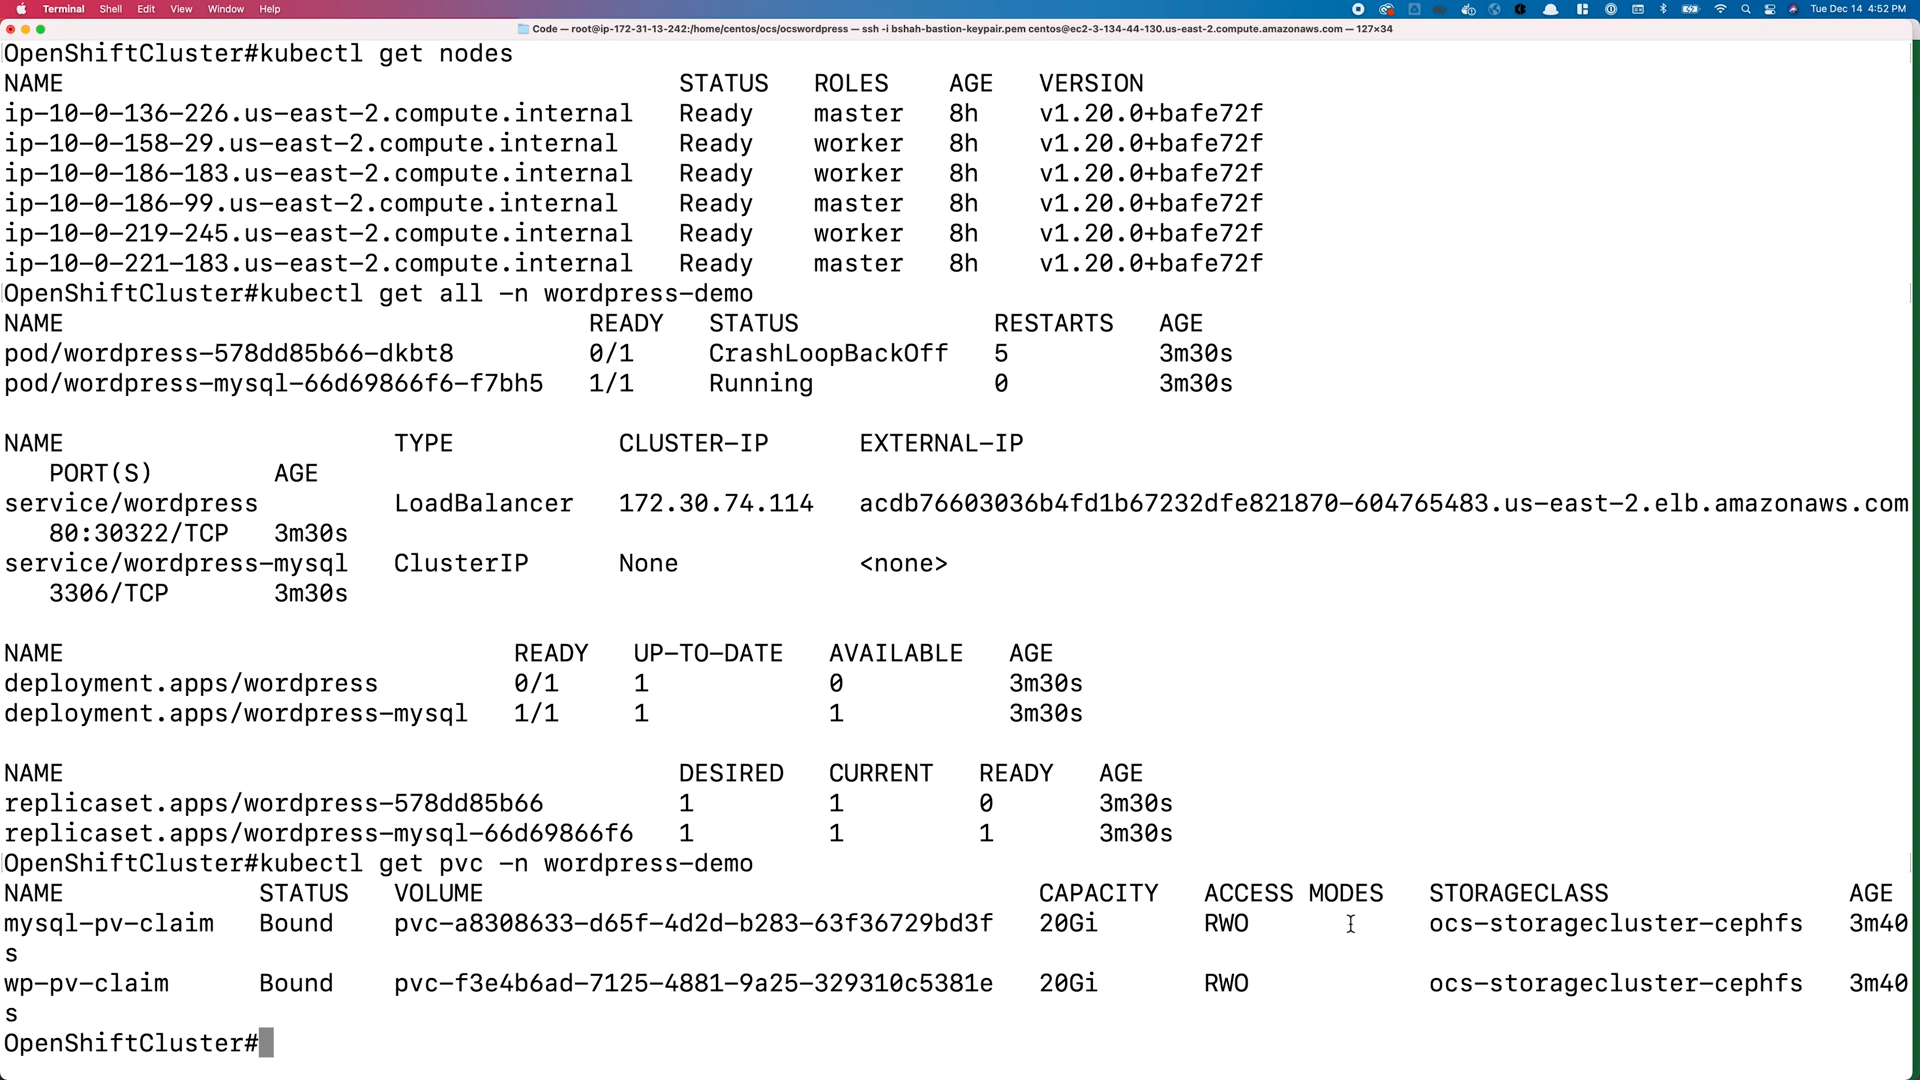 Terminal Shell Edit View Window Help Tue Dec 14 4:52 PM
Code — root@ip-172-31-13-242:/home/centos/ocs/ocswordpress — ssh -i bshah-bastion-keypair.pem centos@ec2-3-134-44-130.us-east-2.compute.amazonaws.com — 127×34
OpenShiftCluster#kubectl get nodes
NAME STATUS ROLES AGE VERSION
ip-10-0-136-226.us-east-2.compute.internal Ready master 8h v1.20.0+bafe72f
ip-10-0-158-29.us-east-2.compute.internal Ready worker 8h v1.20.0+bafe72f
ip-10-0-186-183.us-east-2.compute.internal Ready worker 8h v1.20.0+bafe72f
ip-10-0-186-99.us-east-2.compute.internal Ready master 8h v1.20.0+bafe72f
ip-10-0-219-245.us-east-2.compute.internal Ready worker 8h v1.20.0+bafe72f
ip-10-0-221-183.us-east-2.compute.internal Ready master 8h v1.20.0+bafe72f
OpenShiftCluster#kubectl get all -n wordpress-demo
NAME READY STATUS RESTARTS AGE
pod/wordpress-578dd85b66-dkbt8 0/1 CrashLoopBackOff 5 3m30s
pod/wordpress-mysql-66d69866f6-f7bh5 1/1 Running 0 3m30s
NAME TYPE CLUSTER-IP EXTERNAL-IP
PORT(S) AGE
service/wordpress LoadBalancer 172.30.74.114 acdb76603036b4fd1b67232dfe821870-604765483.us-east-2.elb.amazonaws.com
80:30322/TCP 3m30s
service/wordpress-mysql ClusterIP None <none>
3306/TCP 3m30s
NAME READY UP-TO-DATE AVAILABLE AGE
deployment.apps/wordpress 0/1 1 0 3m30s
deployment.apps/wordpress-mysql 1/1 1 1 3m30s
NAME DESIRED CURRENT READY AGE
replicaset.apps/wordpress-578dd85b66 1 1 0 3m30s
replicaset.apps/wordpress-mysql-66d69866f6 1 1 1 3m30s
OpenShiftCluster#kubectl get pvc -n wordpress-demo
NAME STATUS VOLUME CAPACITY ACCESS MODES STORAGECLASS AGE
mysql-pv-claim Bound pvc-a8308633-d65f-4d2d-b283-63f36729bd3f 20Gi RWO ocs-storagecluster-cephfs 3m40
s
wp-pv-claim Bound pvc-f3e4b6ad-7125-4881-9a25-329310c5381e 20Gi RWO ocs-storagecluster-cephfs 3m40
s
OpenShiftCluster#